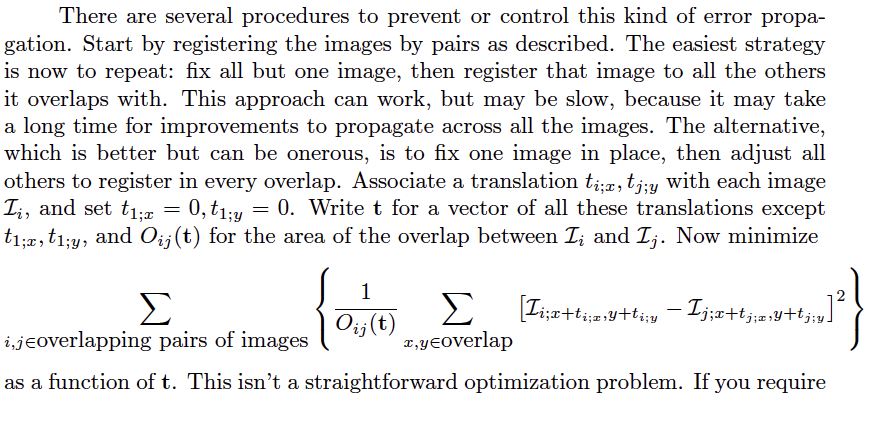 There are several procedures to prevent or control this kind of error propa-
gation. Start by registering the images by pairs as described. The easiest strategy
is now to repeat: fix all but one image, then register that image to all the others
it overlaps with. This approach can work, but may be slow, because it may take
a long time for improvements to propagate across all the images. The alternative,
which is better but can be onerous, is to fix one image in place, then adjust all
others to register in every overlap. Associate a translation $t_{i;x}, t_{j;y}$ with each image
$\mathcal{I}_i$, and set $t_{1;x} = 0, t_{1;y} = 0$. Write $\mathbf{t}$ for a vector of all these translations except
$t_{1;x}, t_{1;y}$, and $O_{ij}(\mathbf{t})$ for the area of the overlap between $\mathcal{I}_i$ and $\mathcal{I}_j$. Now minimize
$\sum_{i,j \in \text{overlapping pairs of images}} \left\{ \frac{1}{O_{ij}(\mathbf{t})} \sum_{x,y \in \text{overlap}} \left[ \mathcal{I}_{i;x+t_{i;x},y+t_{i;y}} - \mathcal{I}_{j;x+t_{j;x},y+t_{j;y}} \right]^2 \right\}$
as a function of $\mathbf{t}$. This isn't a straightforward optimization problem. If you require